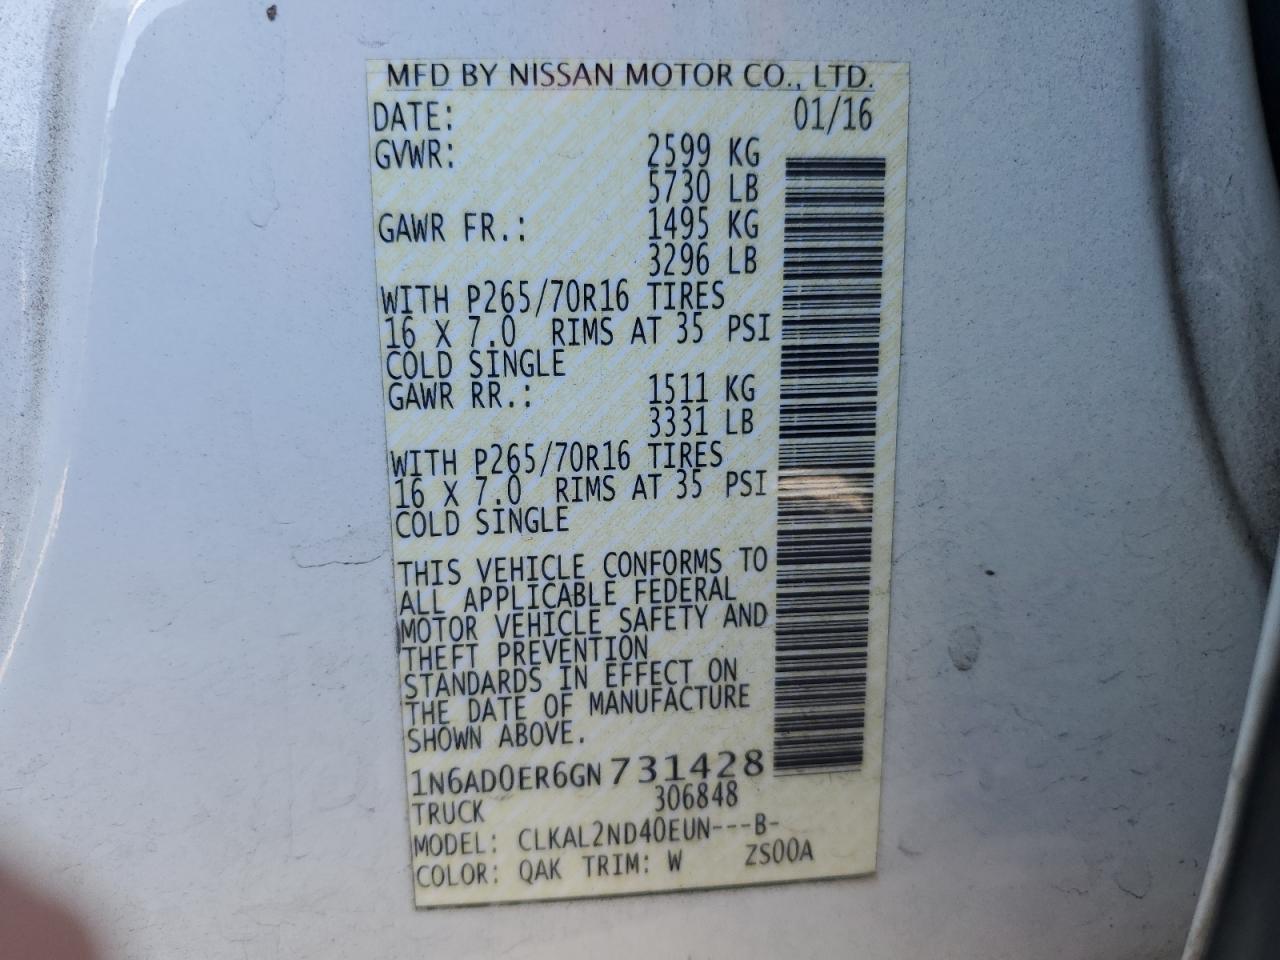 MFD BY NISSAN MOTOR CO., LTD.
DATE: 01/16
GVWR: 2599 KG
5730 LB
GAWR FR.: 1495 KG
3296 LB
WITH P265/70R16 TIRES
16 X 7.0 RIMS AT 35 PSI
COLD SINGLE
GAWR RR.: 1511 KG
3331 LB
WITH P265/70R16 TIRES
16 X 7.0 RIMS AT 35 PSI
COLD SINGLE
THIS VEHICLE CONFORMS TO
ALL APPLICABLE FEDERAL
MOTOR VEHICLE SAFETY AND
THEFT PREVENTION
STANDARDS IN EFFECT ON
THE DATE OF MANUFACTURE
SHOWN ABOVE.
1N6AD0ER6GN731428
TRUCK 306848
MODEL: CLKAL2ND40EUN---B-
COLOR: QAK TRIM: W ZS00A